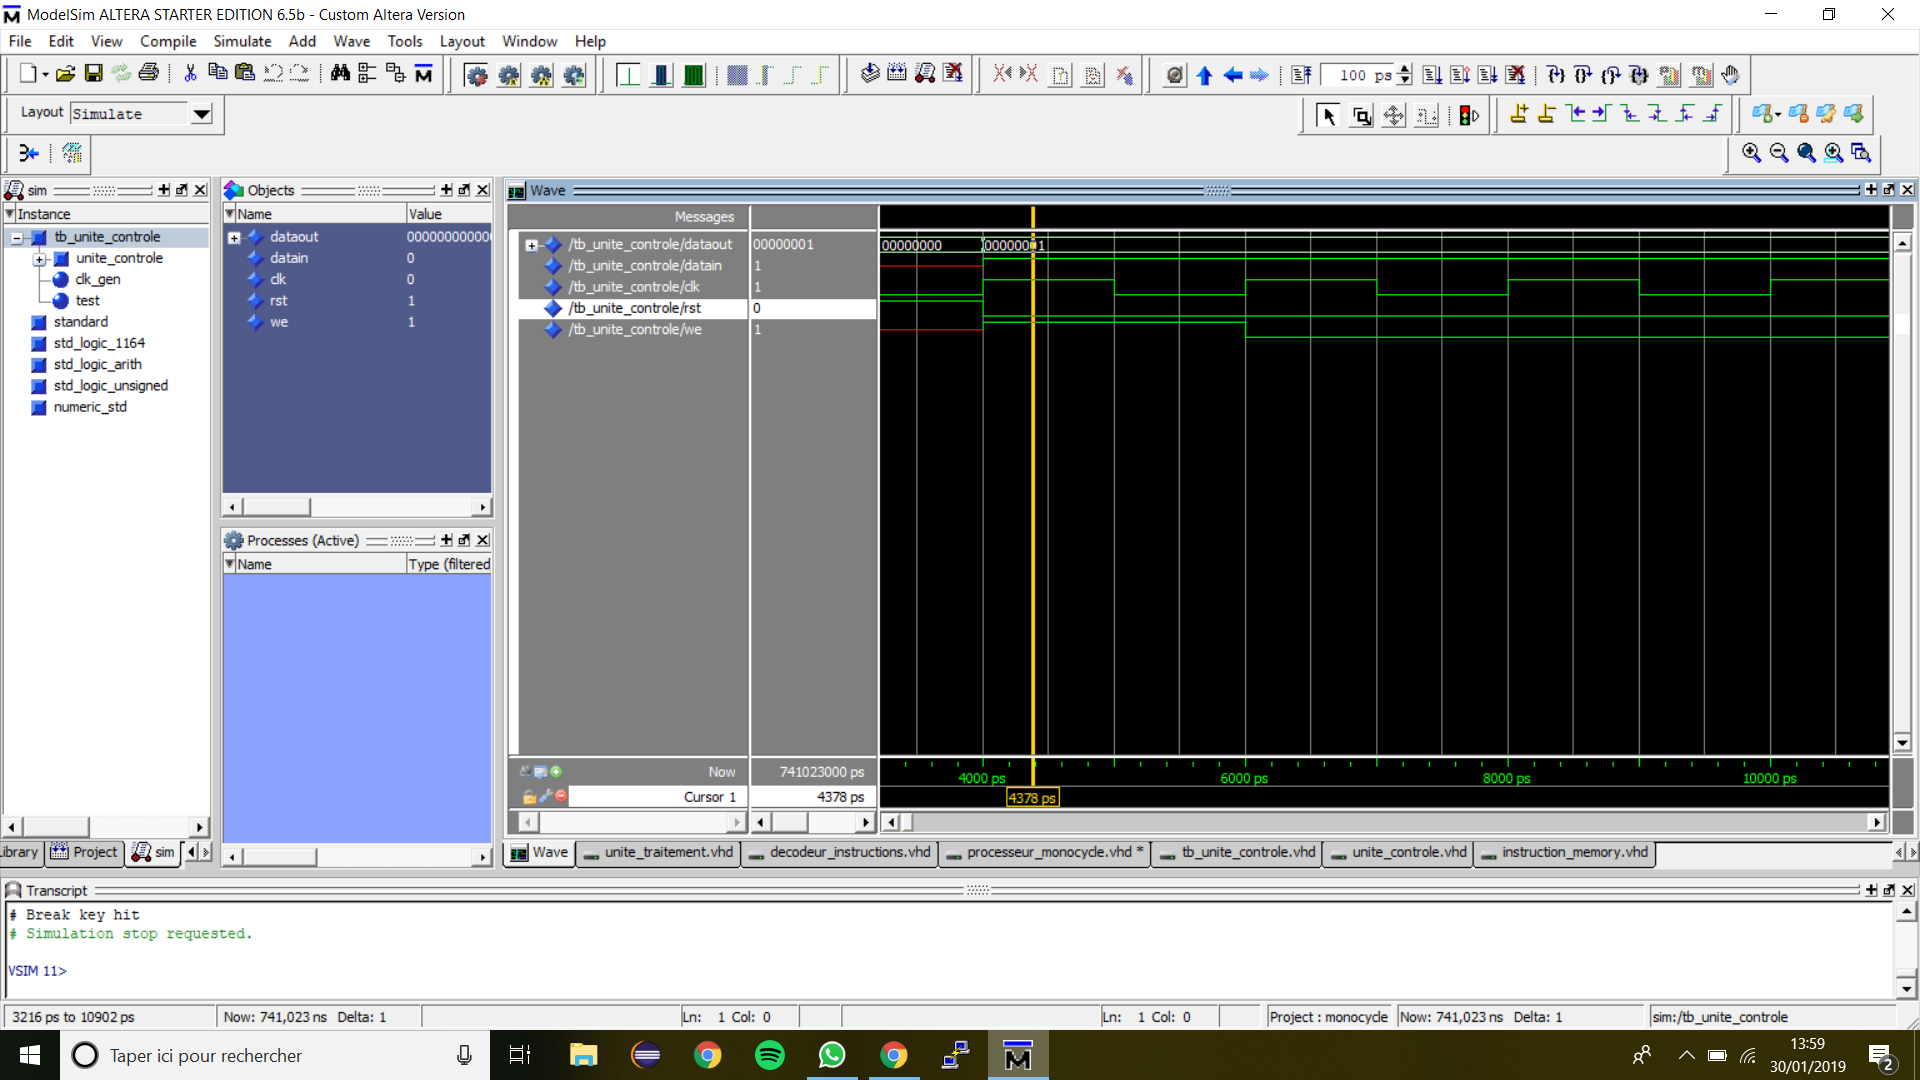 ModelSim ALTERA STARTER EDITION 6.5b - Custom Altera Version
File Edit View Compile Simulate Add Wave Tools Layout Window Help
100 ps
Layout Simulate
sim
Instance
tb_unite_controle
unite_controle
clk_gen
test
standard
std_logic_1164
std_logic_arith
std_logic_unsigned
numeric_std
Objects
Name Value
dataout 000000000000
datain 0
clk 0
rst 1
we 1
Processes (Active)
Name Type (filtered
Wave
Messages
/tb_unite_controle/dataout 00000001 00000000 00000001
/tb_unite_controle/datain 1
/tb_unite_controle/clk 1
/tb_unite_controle/rst 0
/tb_unite_controle/we 1
Now 741023000 ps 4000 ps 6000 ps 8000 ps 10000 ps
Cursor 1 4378 ps 4378 ps
ibrary Project sim
Wave unite_traitement.vhd decodeur_instructions.vhd processeur_monocycle.vhd * tb_unite_controle.vhd unite_controle.vhd instruction_memory.vhd
Transcript
# Break key hit
# Simulation stop requested.
VSIM 11>
3216 ps to 10902 ps Now: 741,023 ns Delta: 1 Ln: 1 Col: 0 Ln: 1 Col: 0 Project : monocycle Now: 741,023 ns Delta: 1 sim:/tb_unite_controle
Taper ici pour rechercher
13:59
30/01/2019
2